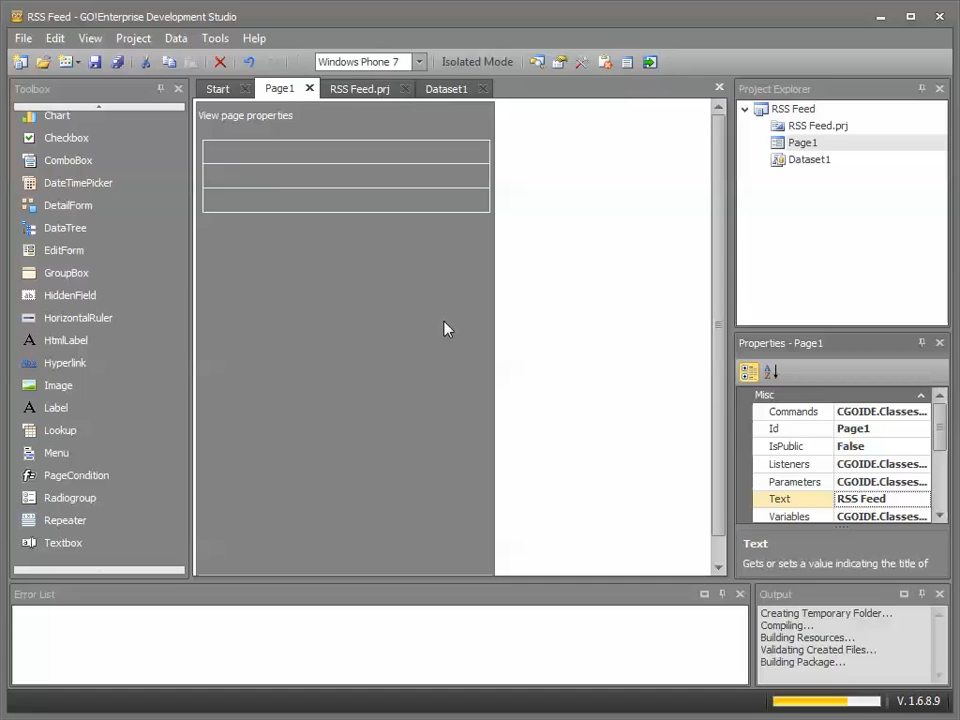 RSS Feed - GO!Enterprise Development Studio
File Edit View Project Data Tools Help
Windows Phone 7 Isolated Mode
Toolbox
Chart
Checkbox
ComboBox
DateTimePicker
DetailForm
DataTree
EditForm
GroupBox
HiddenField
HorizontalRuler
A HtmlLabel
Hyperlink
Image
A Label
Lookup
Menu
PageCondition
Radiogroup
Repeater
Textbox
Start Page1 RSS Feed.prj Dataset1
View page properties
Project Explorer
RSS Feed
RSS Feed.prj
Page1
Dataset1
Properties - Page1
Misc
Commands CGOIDE.Classes...
Id Page1
IsPublic False
Listeners CGOIDE.Classes...
Parameters CGOIDE.Classes...
Text RSS Feed
Variables CGOIDE.Classes...
Text
Gets or sets a value indicating the title of
Error List
Output
Creating Temporary Folder...
Compiling...
Building Resources...
Validating Created Files...
Building Package...
V. 1.6.8.9